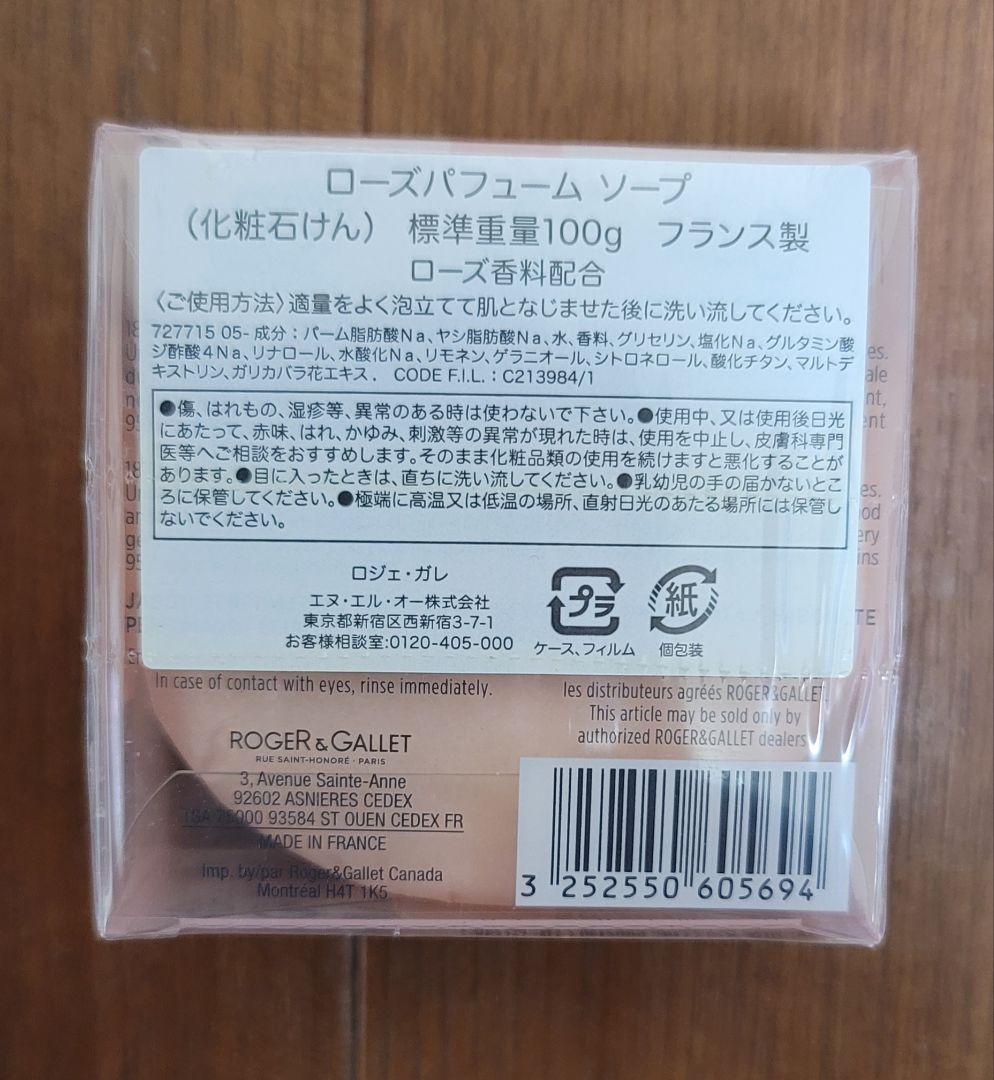 ローズパフューム ソープ
（化粧石けん） 標準重量100g フランス製
ローズ香料配合
〈ご使用方法〉適量をよく泡立てて肌となじませた後に洗い流してください。
727715 05- 成分：パーム脂肪酸Na、ヤシ脂肪酸Na、水、香料、グリセリン、塩化Na、グルタミン酸
ジ酢酸4Na、リナロール、水酸化Na、リモネン、ゲラニオール、シトロネロール、酸化チタン、マルトデ
キストリン、ガリカバラ花エキス． CODE F.I.L.：C213984/1
●傷、はれもの、湿疹等、異常のある時は使わないで下さい。●使用中、又は使用後日光
にあたって、赤味、はれ、かゆみ、刺激等の異常が現れた時は、使用を中止し、皮膚科専門
医等へご相談をおすすめします。そのまま化粧品類の使用を続けますと悪化することが
あります。●目に入ったときは、直ちに洗い流してください。●乳幼児の手の届かないとこ
ろに保管してください。●極端に高温又は低温の場所、直射日光のあたる場所には保管し
ないでください。
ロジェ・ガレ
エヌ・エル・オー株式会社
東京都新宿区西新宿3-7-1
お客様相談室:0120-405-000
プラ
ケース、フィルム
紙
個包装
In case of contact with eyes, rinse immediately.
les distributeurs agréés ROGER&GALLET.
This article may be sold only by
authorized ROGER&GALLET dealers
ROGER&GALLET
RUE SAINT-HONORÉ · PARIS
3, Avenue Sainte-Anne
92602 ASNIERES CEDEX
TSA 75000 93584 ST OUEN CEDEX FR
MADE IN FRANCE
Imp. by/par Roger&Gallet Canada
Montréal H4T 1K5
3 252550 605694